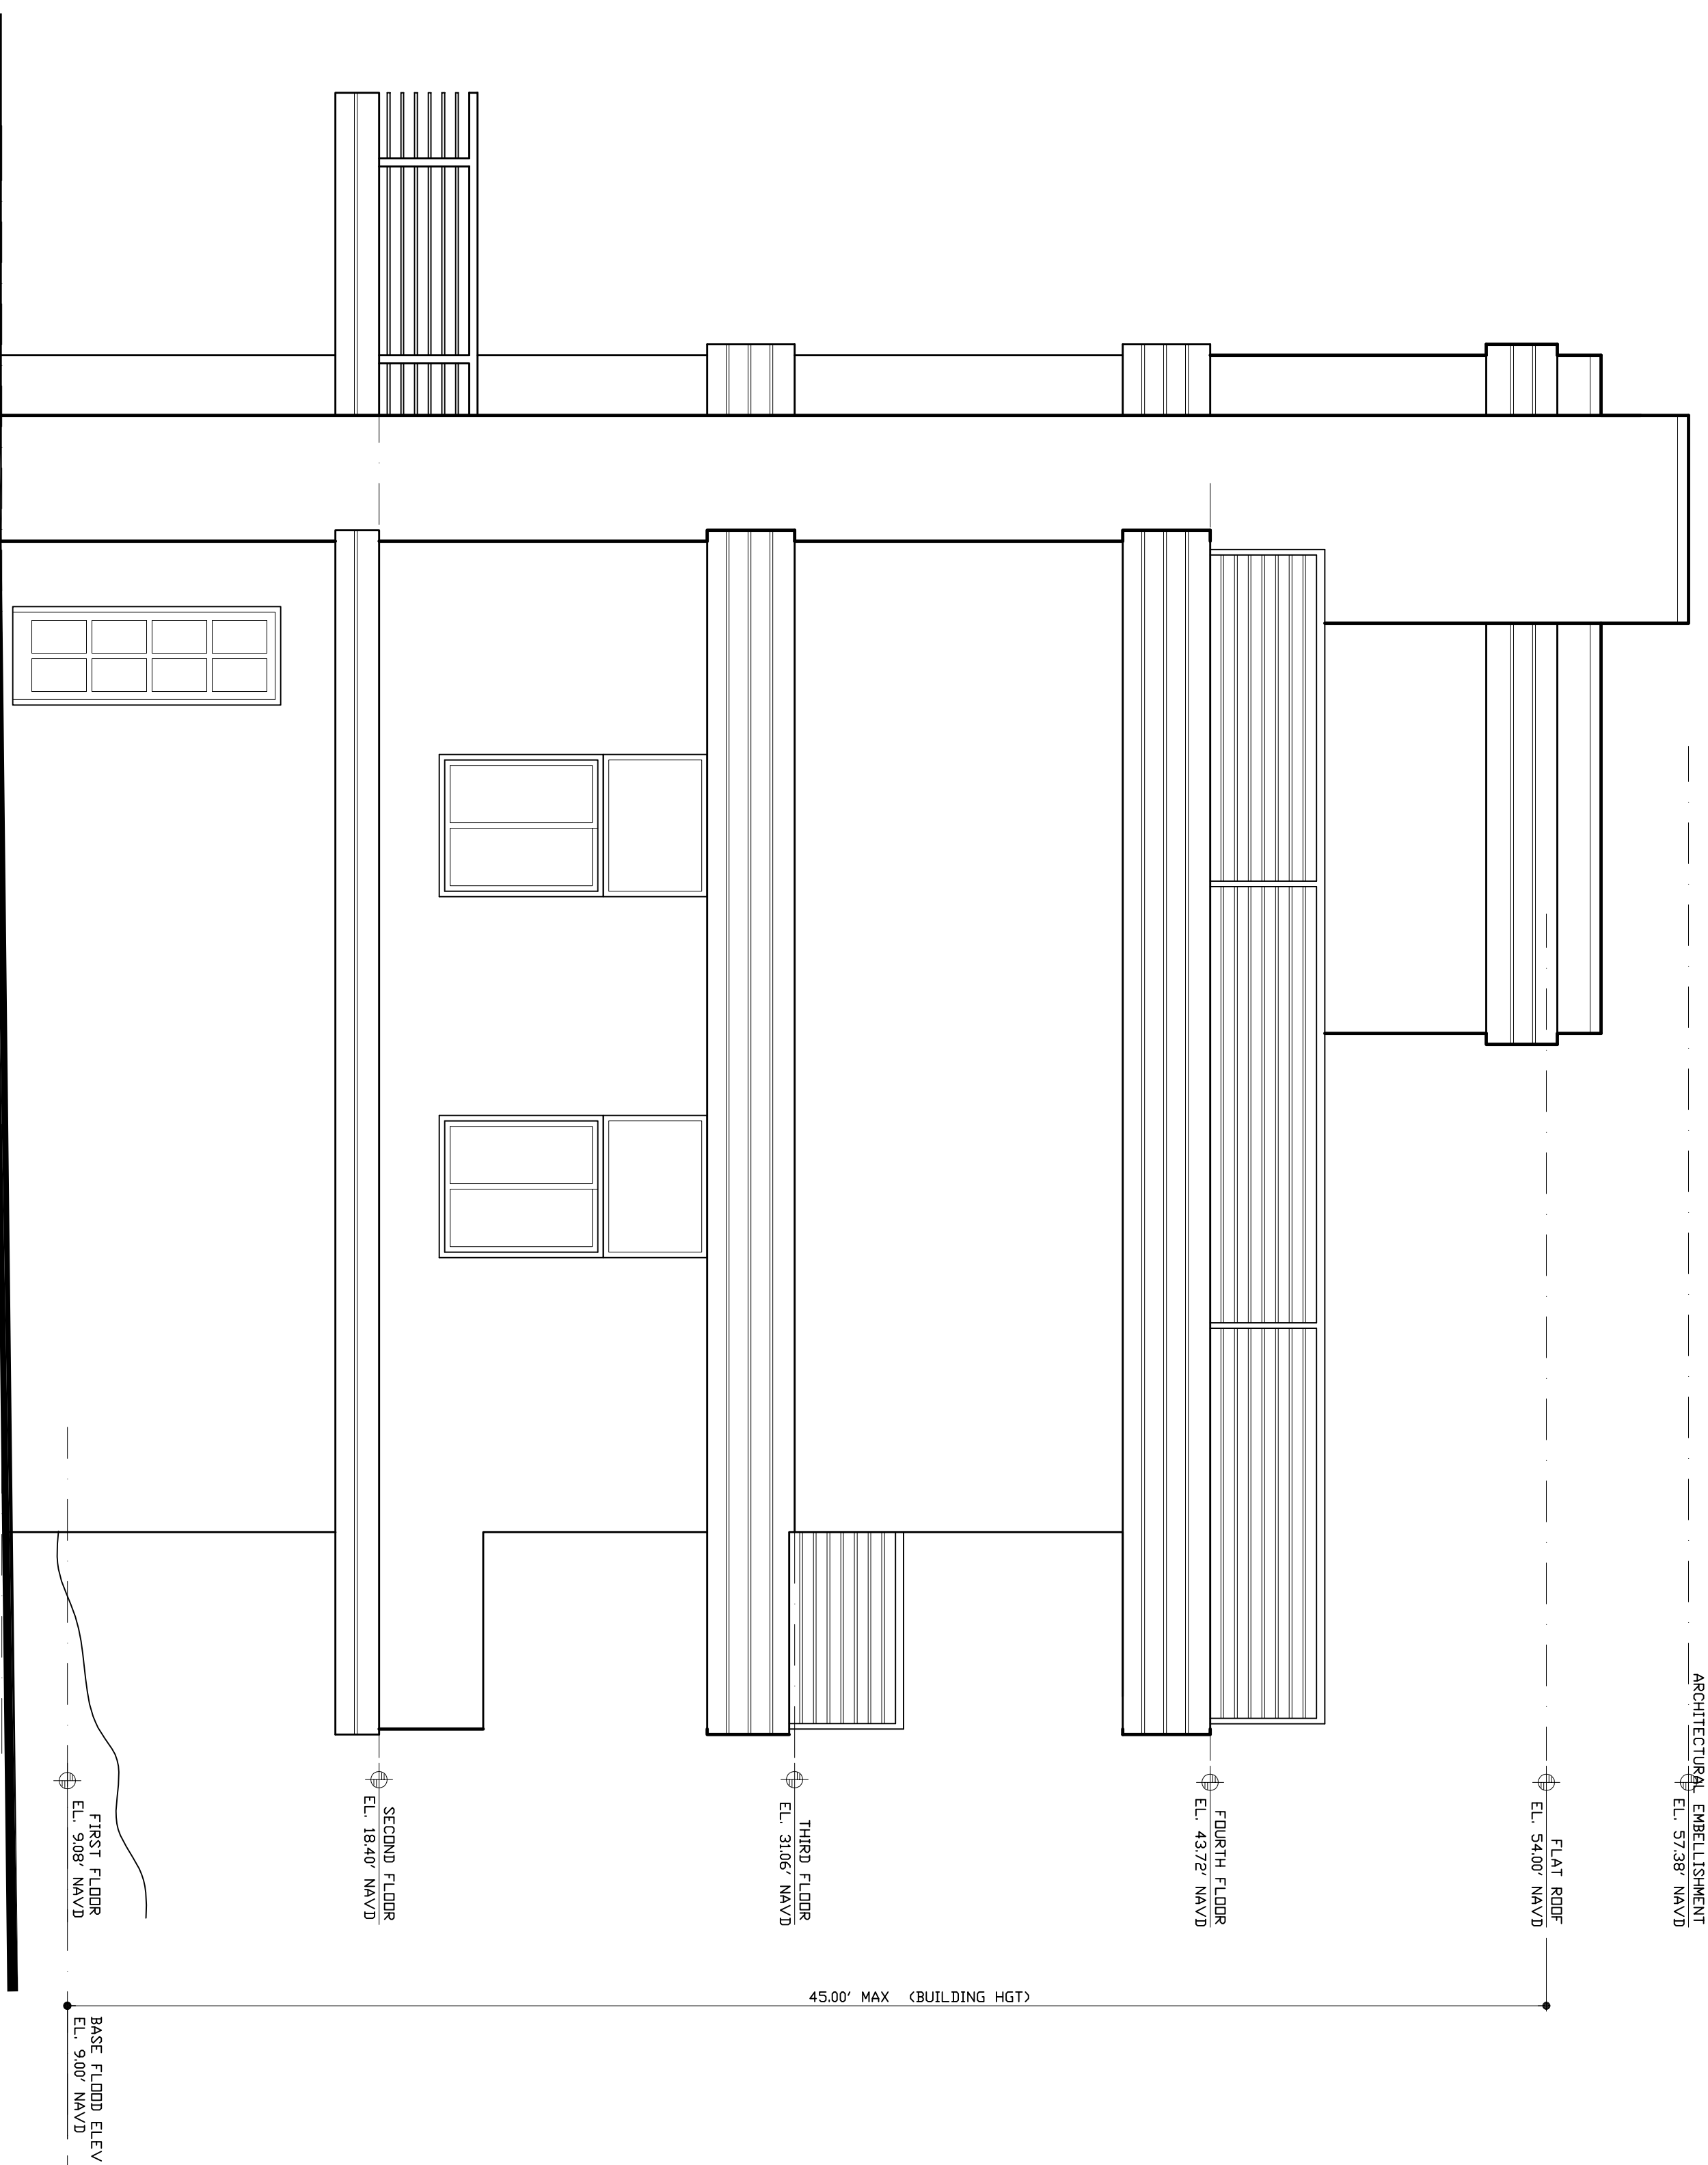 ARCHITECTURAL EMBELLISHMENT
EL. 57.38' NAVD
FLAT ROOF
EL. 54.00' NAVD
FOURTH FLOOR
EL. 43.72' NAVD
THIRD FLOOR
EL. 31.06' NAVD
SECOND FLOOR
EL. 18.40' NAVD
FIRST FLOOR
EL. 9.08' NAVD
45.00' MAX (BUILDING HGT)
BASE FLOOD ELEV
EL. 9.00' NAVD